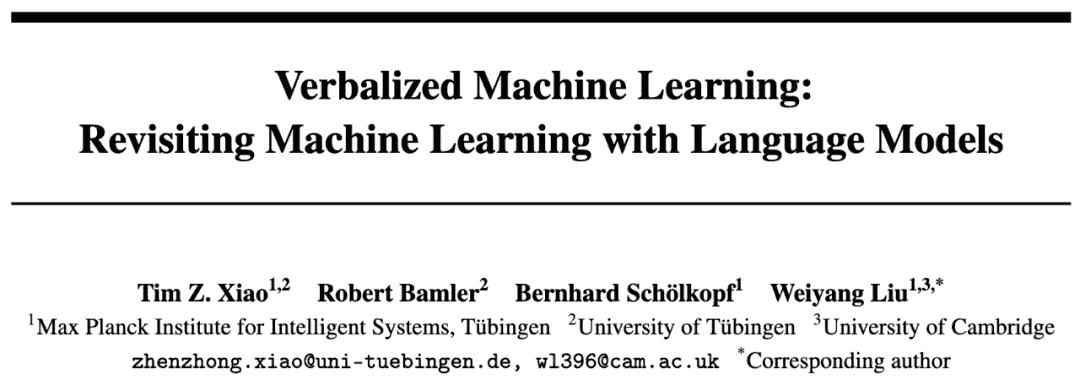 Verbalized Machine Learning:
Revisiting Machine Learning with Language Models
Tim Z. Xiao1,2 Robert Bamler2 Bernhard Schölkopf1 Weiyang Liu1,3,*
1Max Planck Institute for Intelligent Systems, Tübingen 2University of Tübingen 3University of Cambridge
zhenzhong.xiao@uni-tuebingen.de, wl396@cam.ac.uk *Corresponding author